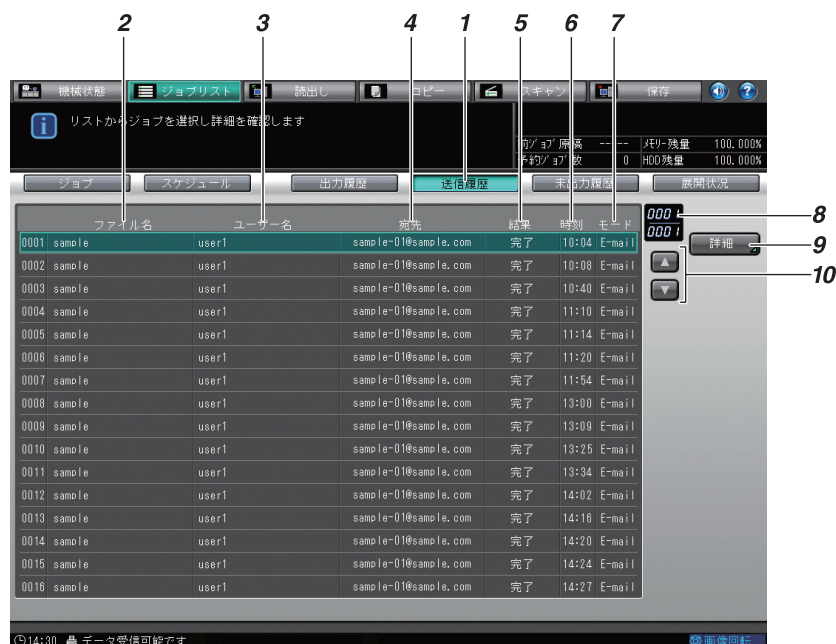 2 3 4 1 5 6 7
機械状態 ジョブリスト 読出し コピー スキャン 保存
リストからジョブを選択し詳細を確認します
前ジョブ原稿 ----- メモリー残量 100.000%
予約ジョブ数 0 HDD残量 100.000%
ジョブ スケジュール 出力履歴 送信履歴 未出力履歴 展開状況
ファイル名 ユーザー名 宛先 結果 時刻 モード
0001 8
0001
詳細 9
10
0001 sample user1 sample-01@sample.com 完了 10:04 E-mail
0002 sample user1 sample-01@sample.com 完了 10:08 E-mail
0003 sample user1 sample-01@sample.com 完了 10:40 E-mail
0004 sample user1 sample-01@sample.com 完了 11:10 E-mail
0005 sample user1 sample-01@sample.com 完了 11:14 E-mail
0006 sample user1 sample-01@sample.com 完了 11:20 E-mail
0007 sample user1 sample-01@sample.com 完了 11:54 E-mail
0008 sample user1 sample-01@sample.com 完了 13:00 E-mail
0009 sample user1 sample-01@sample.com 完了 13:09 E-mail
0010 sample user1 sample-01@sample.com 完了 13:25 E-mail
0011 sample user1 sample-01@sample.com 完了 13:34 E-mail
0012 sample user1 sample-01@sample.com 完了 14:02 E-mail
0013 sample user1 sample-01@sample.com 完了 14:16 E-mail
0014 sample user1 sample-01@sample.com 完了 14:20 E-mail
0015 sample user1 sample-01@sample.com 完了 14:24 E-mail
0016 sample user1 sample-01@sample.com 完了 14:27 E-mail
14:30 データ受信可能です 画像回転